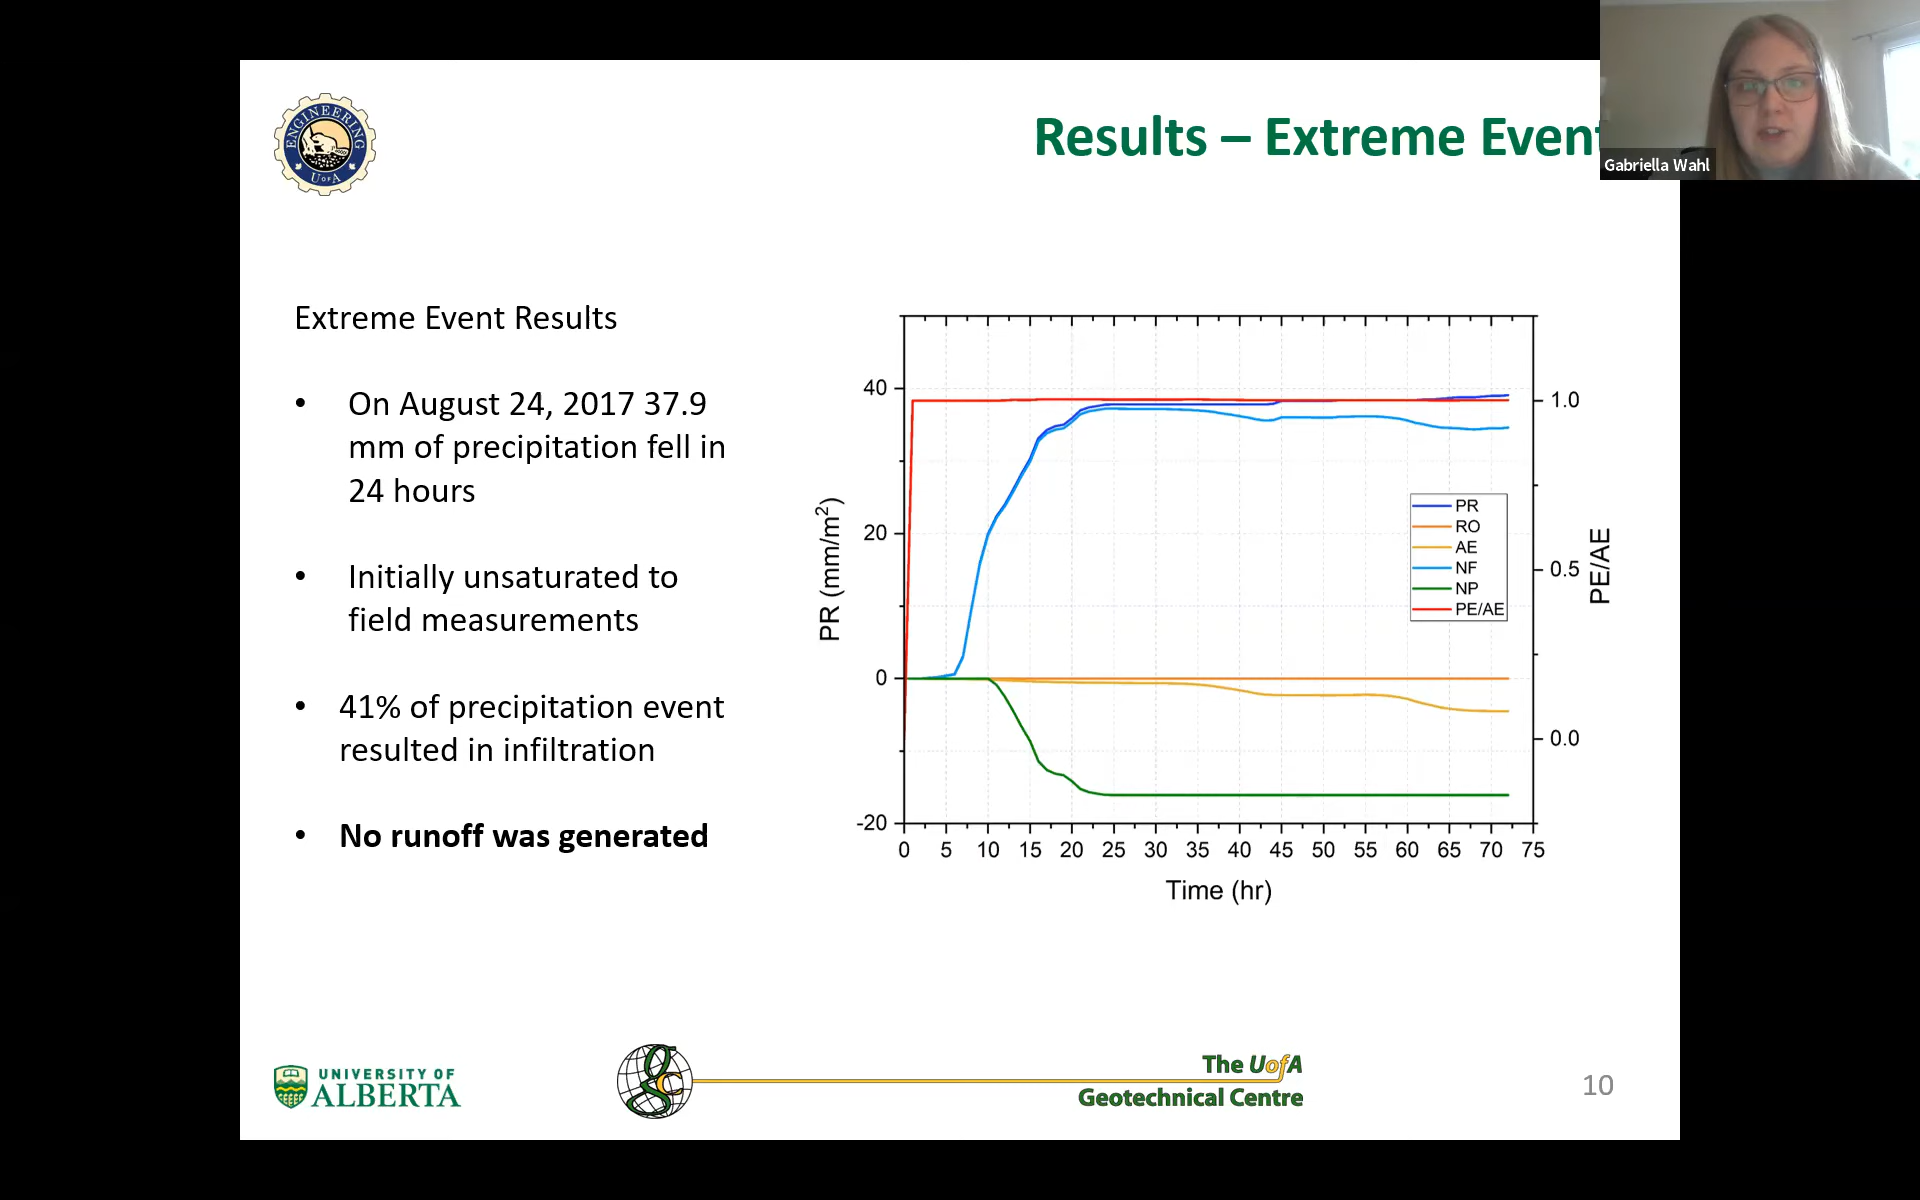 ENGINEERING
U OF A
Results – Extreme Even
Gabriella Wahl
Extreme Event Results
• On August 24, 2017 37.9
mm of precipitation fell in
24 hours
• Initially unsaturated to
field measurements
• 41% of precipitation event
resulted in infiltration
• No runoff was generated
PR (mm/m²)
40
20
0
-20
0 5 10 15 20 25 30 35 40 45 50 55 60 65 70 75
Time (hr)
PR
RO
AE
NF
NP
PE/AE
1.0
0.5
0.0
PE/AE
UNIVERSITY OF
ALBERTA
gc
The UofA
Geotechnical Centre
10